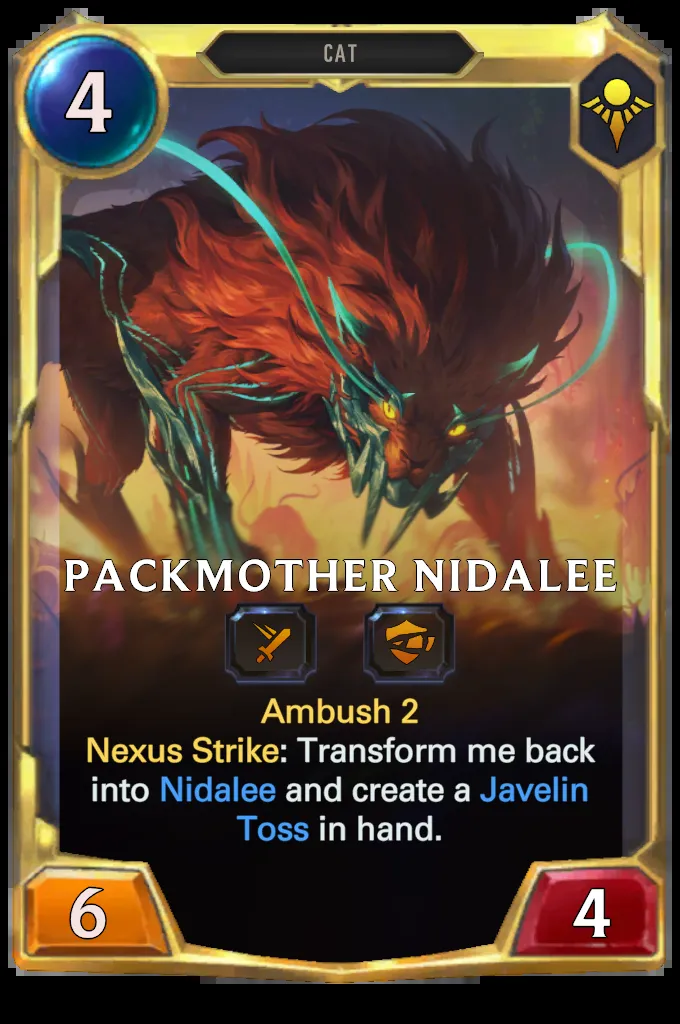 CAT
4
PACKMOTHER NIDALEE
Ambush 2
Nexus Strike: Transform me back
into Nidalee and create a Javelin
Toss in hand.
6
4